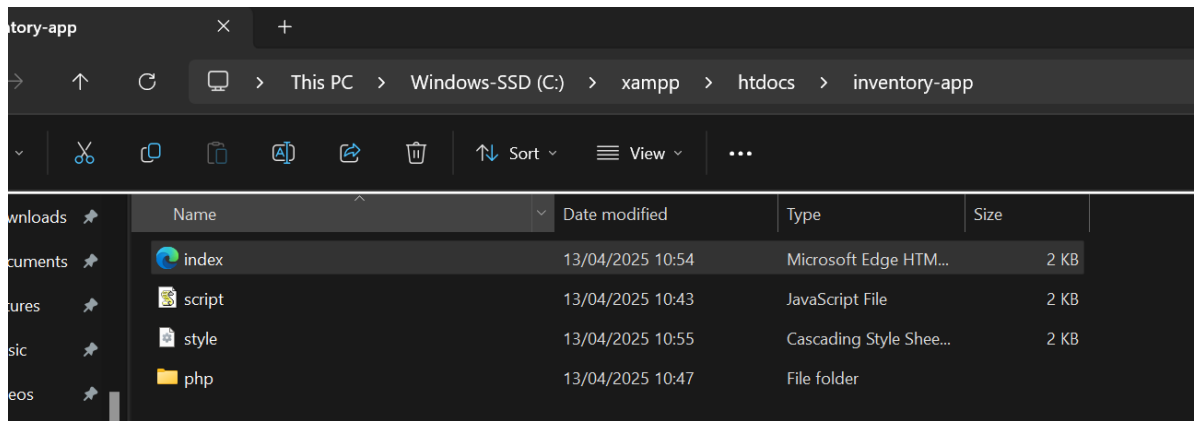 ntory-app
This PC > Windows-SSD (C:) > xampp > htdocs > inventory-app
Sort View
Name Date modified Type Size
wnloads
index 13/04/2025 10:54 Microsoft Edge HTM... 2 KB
cuments
script 13/04/2025 10:43 JavaScript File 2 KB
tures
style 13/04/2025 10:55 Cascading Style Shee... 2 KB
sic
php 13/04/2025 10:47 File folder
eos